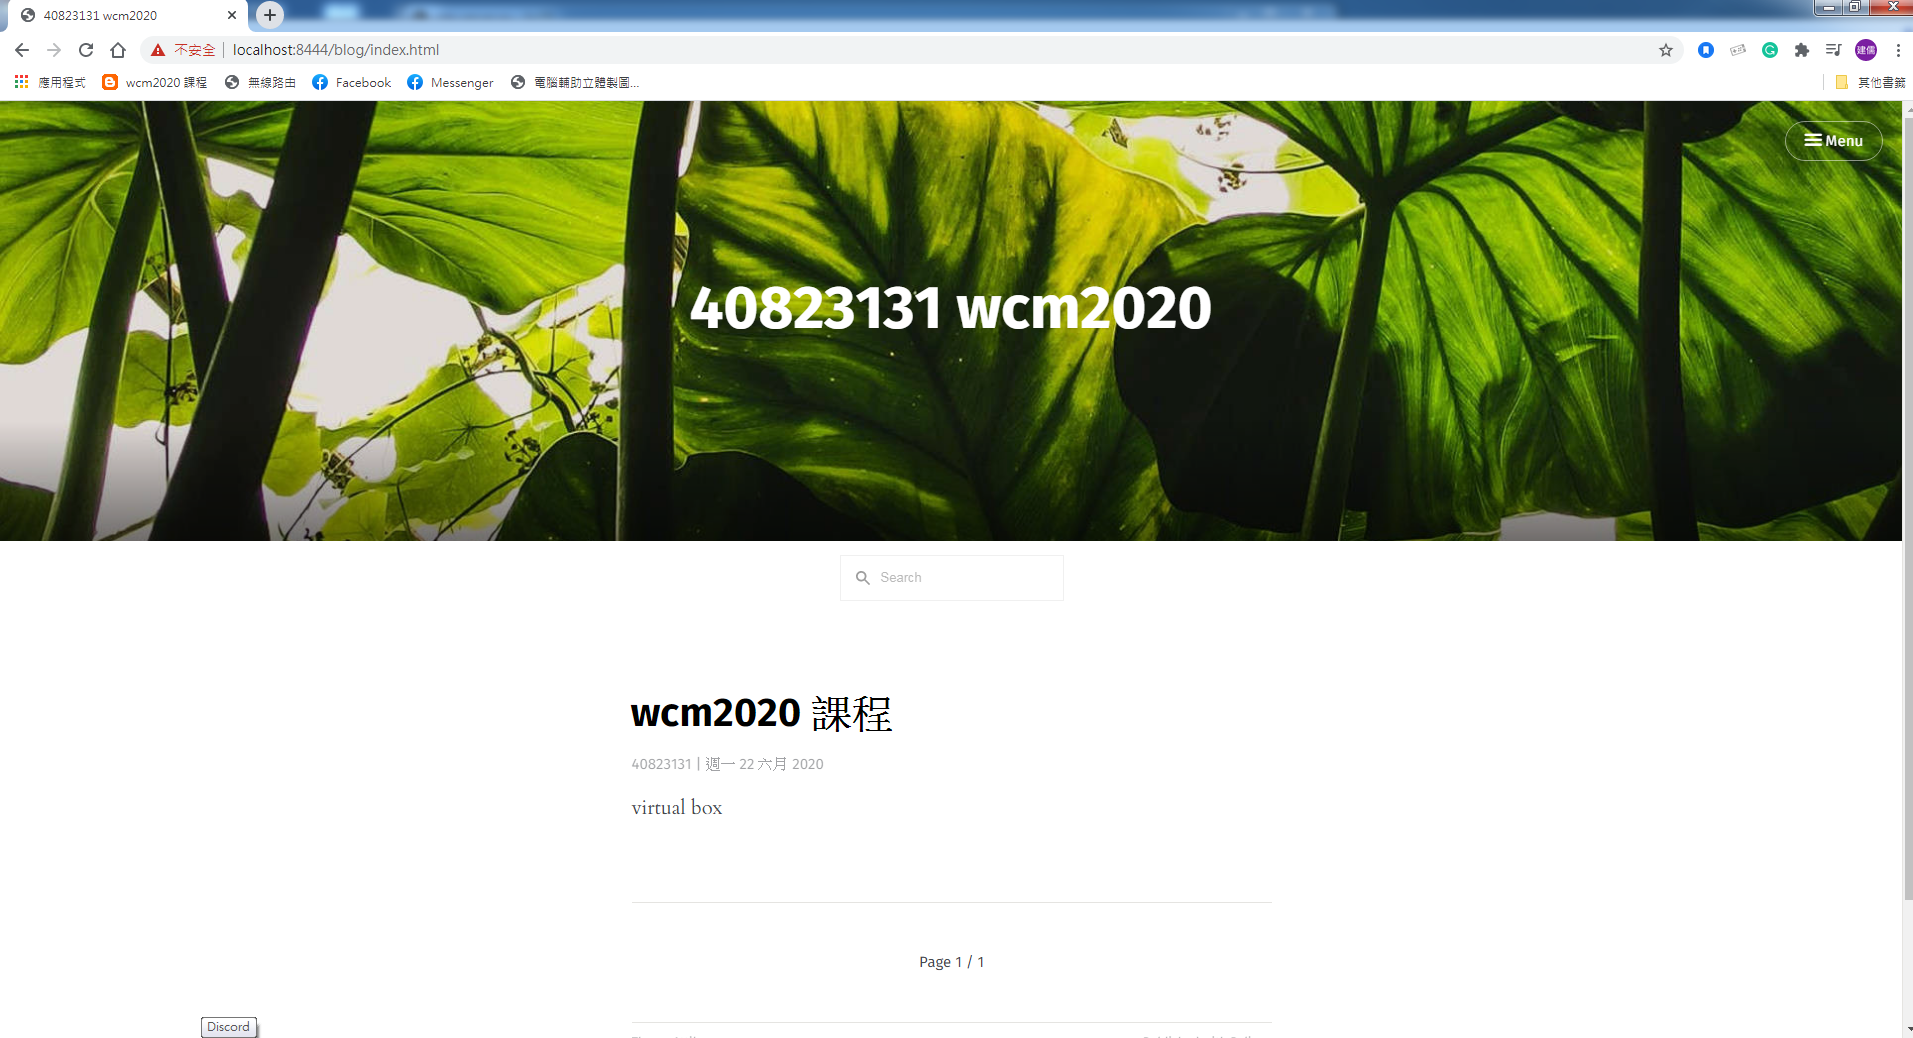 40823131 wcm2020
不安全 localhost:8444/blog/index.html
建儒
應用程式 wcm2020 課程 無線路由 Facebook Messenger 電腦輔助立體製圖... 其他書籤
Menu
40823131 wcm2020
Search
wcm2020 課程
40823131 | 週一 22 六月 2020
virtual box
Page 1 / 1
Discord